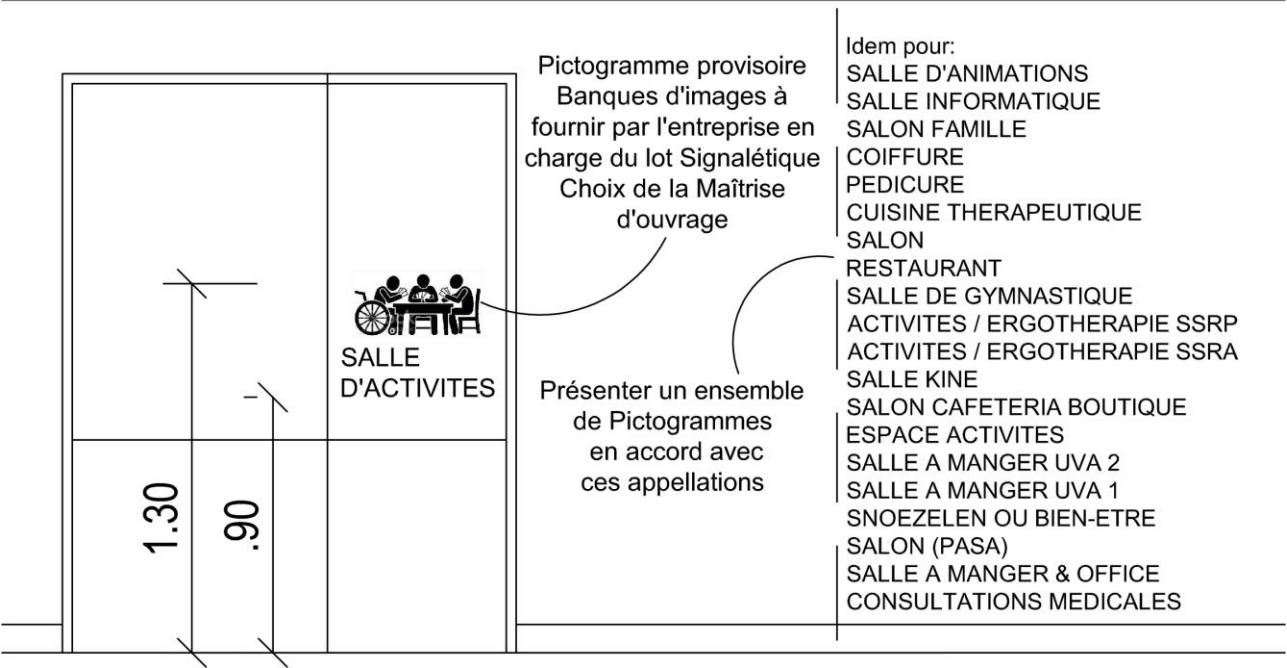 Pictogramme provisoire
Banques d'images à
fournir par l'entreprise en
charge du lot Signalétique
Choix de la Maîtrise
d'ouvrage
SALLE
D'ACTIVITES
1.30
.90
Présenter un ensemble
de Pictogrammes
en accord avec
ces appellations
Idem pour:
SALLE D'ANIMATIONS
SALLE INFORMATIQUE
SALON FAMILLE
COIFFURE
PEDICURE
CUISINE THERAPEUTIQUE
SALON
RESTAURANT
SALLE DE GYMNASTIQUE
ACTIVITES / ERGOTHERAPIE SSRP
ACTIVITES / ERGOTHERAPIE SSRA
SALLE KINE
SALON CAFETERIA BOUTIQUE
ESPACE ACTIVITES
SALLE A MANGER UVA 2
SALLE A MANGER UVA 1
SNOEZELEN OU BIEN-ETRE
SALON (PASA)
SALLE A MANGER & OFFICE
CONSULTATIONS MEDICALES